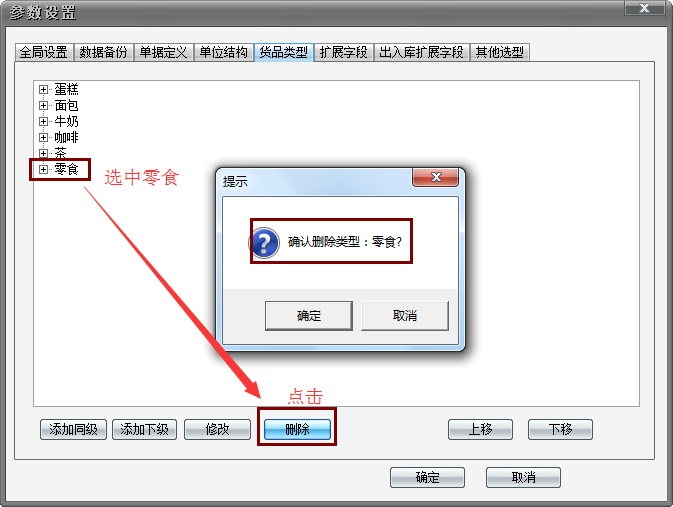 参数设置
全局设置 数据备份 单据定义 单位结构 货品类型 扩展字段 出入库扩展字段 其他选型
蛋糕
面包
牛奶
咖啡
茶
零食
选中零食
提示
确认删除类型：零食?
确定 取消
点击
添加同级 添加下级 修改 删除 上移 下移
确定 取消